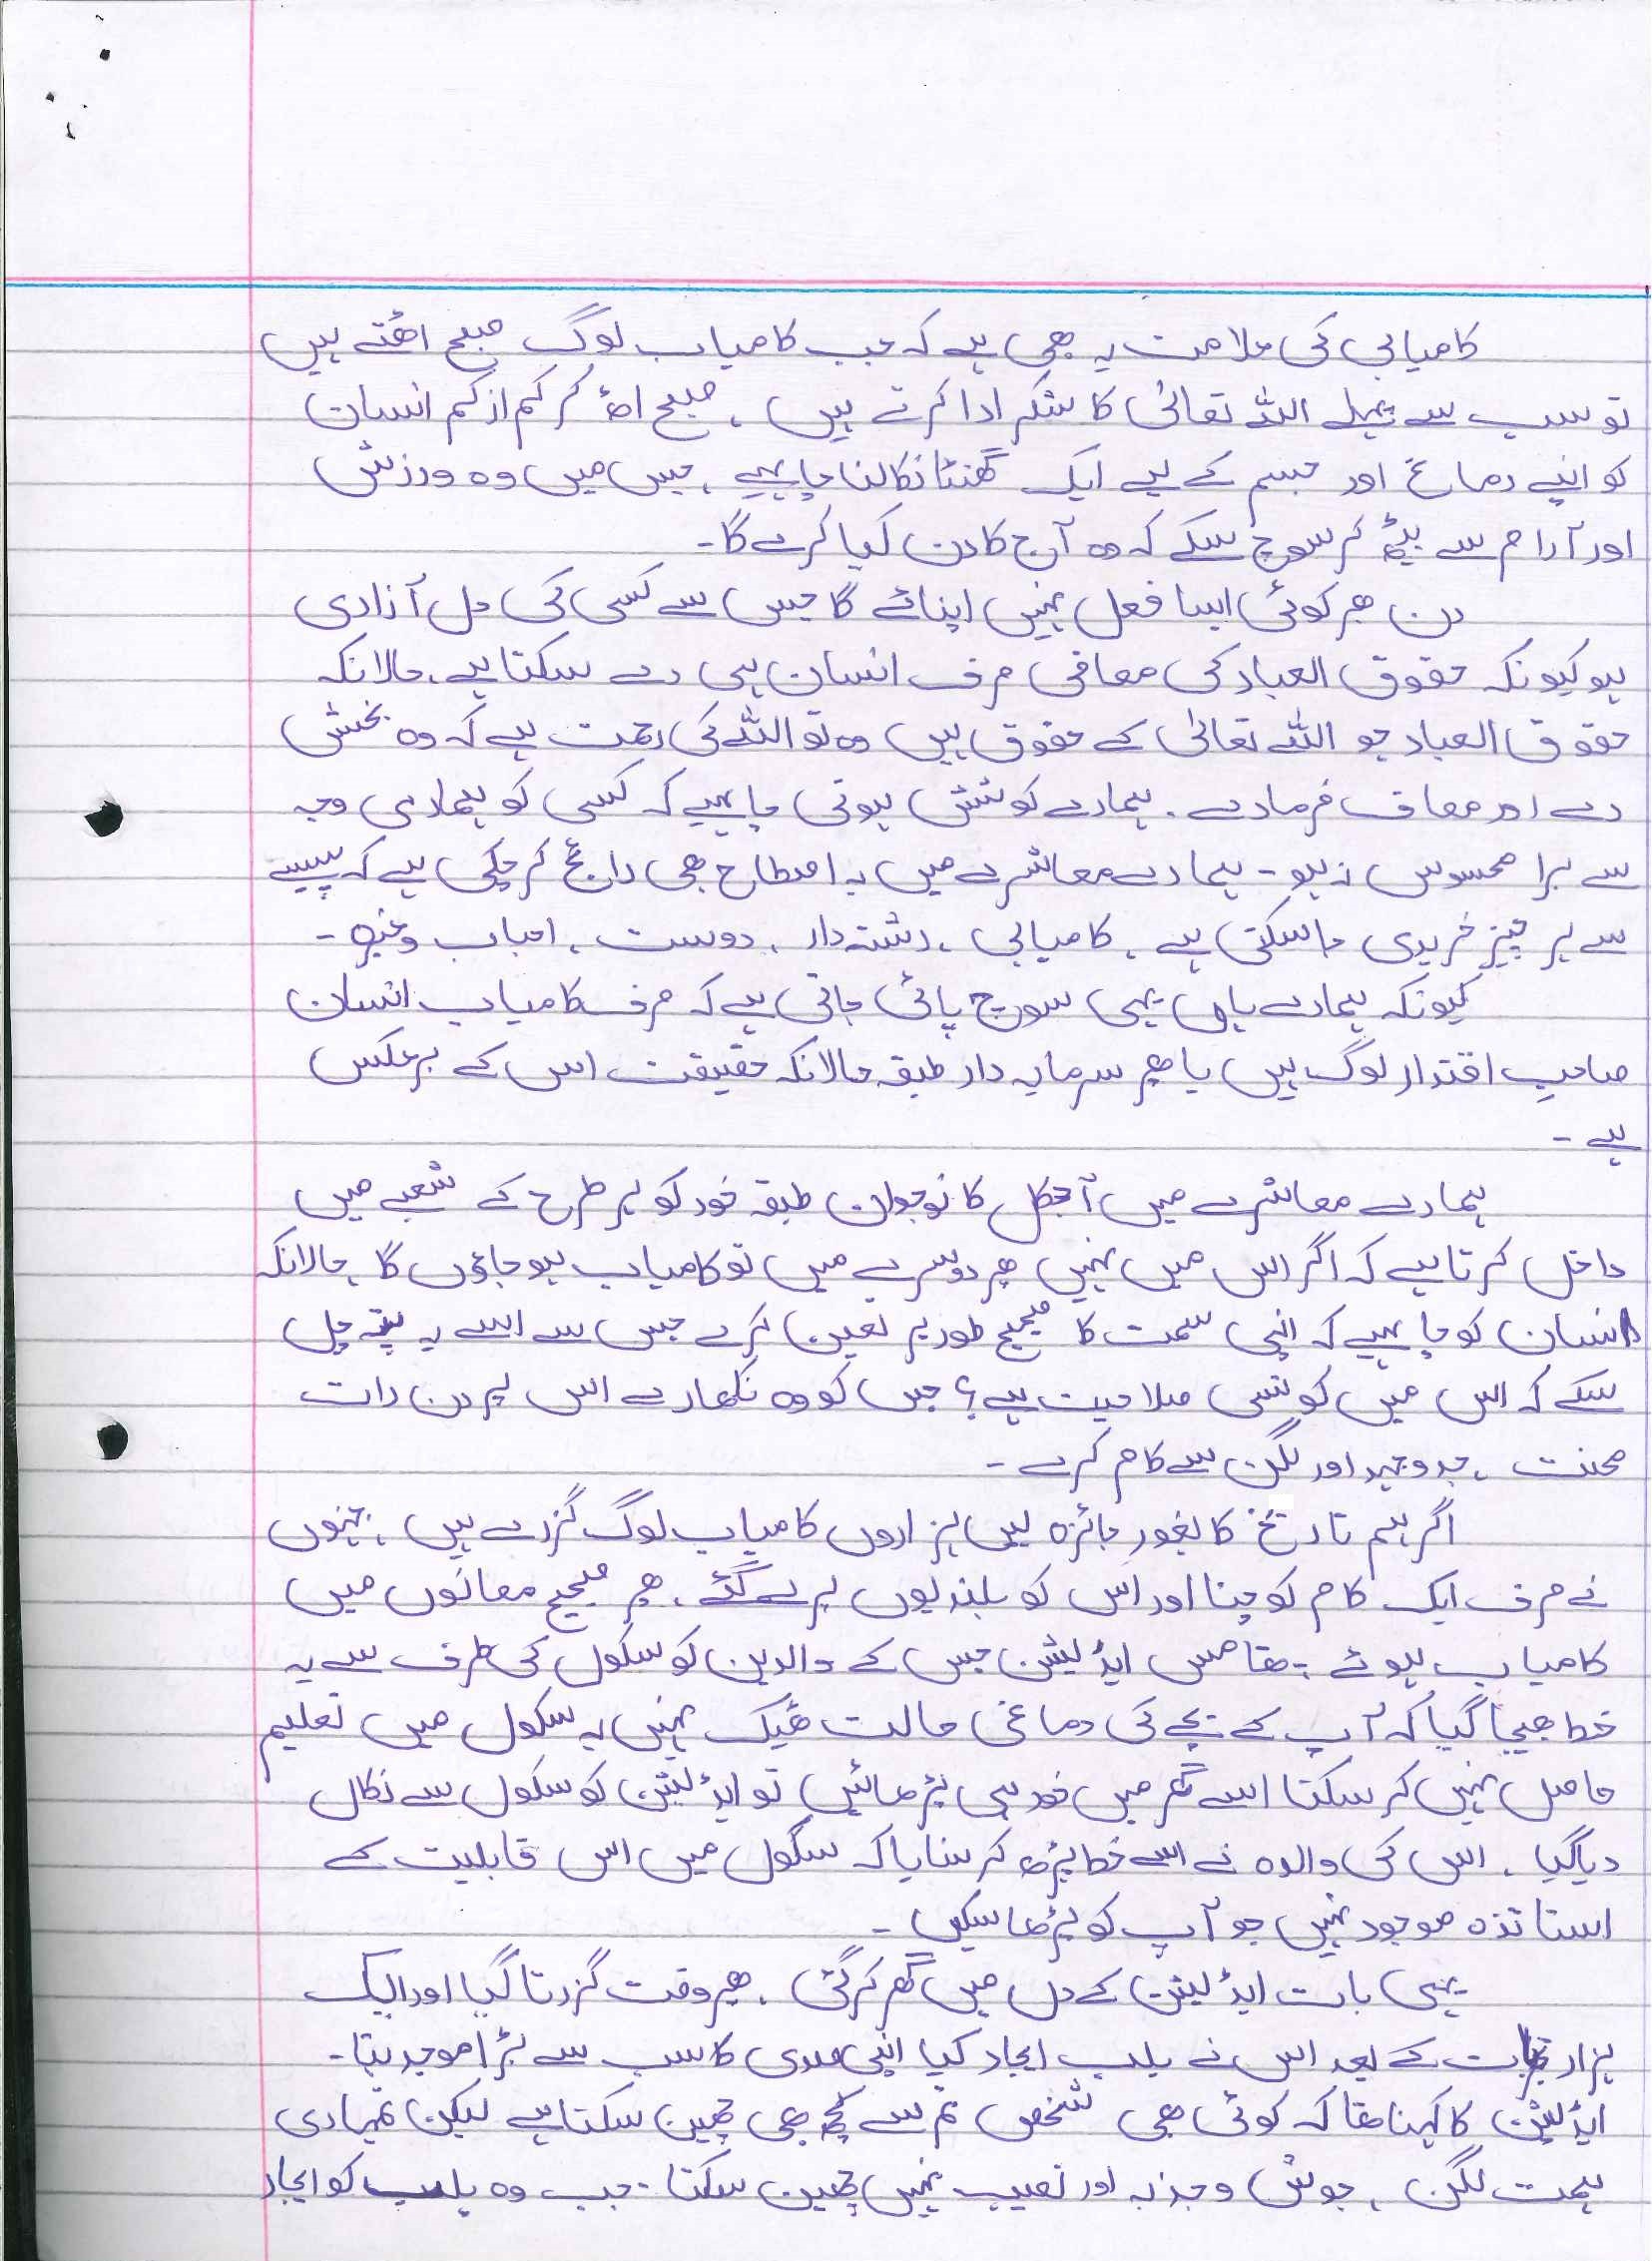 کامیابی کی علامت یہ بھی ہے کہ جب کامیاب لوگ صبح اٹھتے ہیں
تو سب سے پہلے اللہ تعالیٰ کا شکر ادا کرتے ہیں ، صبح اٹھ کر کم از کم انسان
کو اپنے دماغ اور جسم کے لیے ایک گھنٹا نکالنا چاہیے ، جس میں وہ ورزش
اور آرام سے بیٹھ کر سوچ سکے کہ وہ آج کا دن کیا کرے گا۔
دن بھر کوئی ایسا فعل نہیں اپنائے گا جس سے کسی کی دل آزادی
ہو کیونکہ حقوق العباد کی معافی صرف انسان ہی دے سکتا ہے ، حالانکہ
حقوق العباد جو اللہ تعالیٰ کے حقوق ہیں وہ تو اللہ کی رحمت ہے کہ وہ بخش
دے اور معاف فرما دے ۔ ہمارے کوشش ہونی چاہیے کہ کسی کو ہماری وجہ
سے برا محسوس نہ ہو ۔ ہمارے معاشرے میں یہ اصطلاح بھی رائج کر چکی ہے کہ پیسے
سے ہر چیز خریدی جا سکتی ہے ، کامیابی ، رشتہ دار ، دوست ، احباب وغیرہ ۔
کیونکہ ہمارے ہاں یہی سوچ پائی جاتی ہے کہ صرف کامیاب انسان
صاحبِ اقتدار لوگ ہیں یا پھر سرمایہ دار طبقہ حالانکہ حقیقت اس کے برعکس
ہے ۔
ہمارے معاشرے میں آجکل کا نوجوان طبقہ خود کو ہر طرح کے شعبے میں
داخل کرتا ہے کہ اگر اس میں نہیں پھر دوسرے میں تو کامیاب ہو جاؤں گا ، حالانکہ
انسان کو چاہیے کہ اپنی سمت کا صحیح طور پر تعین کرے جس سے اسے یہ پتہ چل
سکے کہ اس میں کونسی صلاحیت ہے ؟ جس کو وہ نکھارے اس پر دن رات
محنت ، جدوجہد اور لگن سے کام کرے ۔
اگر ہم تاریخ کا بغور جائزہ لیں ہزاروں کامیاب لوگ گزرے ہیں ، جنہوں
نے صرف ایک کام کو چنا اور اس کو بلندیوں پر لے گئے ، پھر صحیح معانوں میں
کامیاب ہوئے ۔ تھامس ایڈیشن جس کے والدین کو سکول کی طرف سے یہ
خط بھیجا گیا کہ آپ کے بچے کی دماغی حالت ٹھیک نہیں یہ سکول میں تعلیم
حاصل نہیں کر سکتا اسے گھر میں خود ہی پڑھائیں تو ایڈیشن کو سکول سے نکال
دیا گیا ۔ اس کی والدہ نے اسے خط پڑھ کر سنایا کہ سکول میں اس قابلیت کے
استاتذہ موجود نہیں جو آپ کو پڑھا سکیں ۔
یہی بات ایڈیشن کے دل میں گھر کر گئی ، پھر وقت گزرتا گیا اور ایک
ہزار تجربات کے بعد اس نے بلب ایجاد کیا اپنی صدی کا سب سے بڑا موجد بنا ۔
ایڈیشن کا کہنا تھا کہ کوئی بھی شخص تم سے کچھ بھی چھین سکتا ہے لیکن تمہاری
ہمت لگن ، جوش و جذبہ اور نصیب نہیں چھین سکتا ۔ جب وہ بلب کو ایجاد